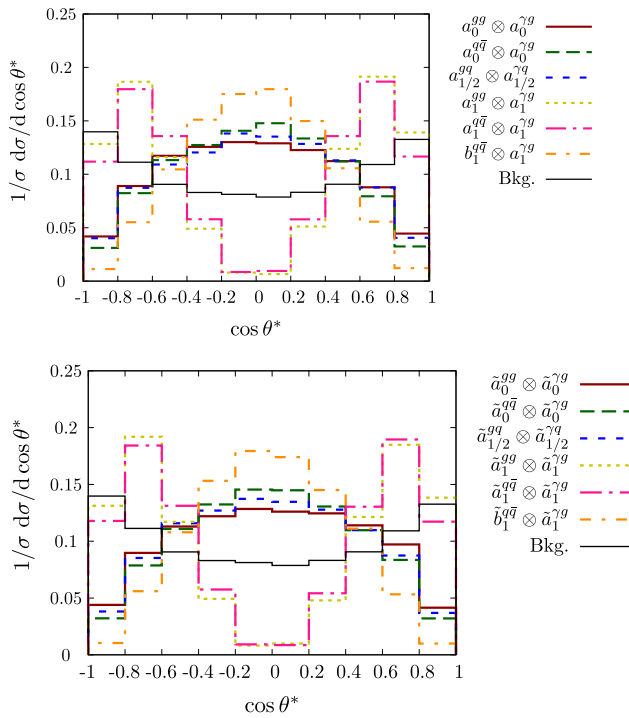 0.25
0.2
0.15
0.1
0.05
0
-1 -0.8 -0.6 -0.4 -0.2 0 0.2 0.4 0.6 0.8 1
1/σ dσ/d cos θ*
cos θ*
a_0^{gg} ⊗ a_0^{γg}
a_0^{qq̄} ⊗ a_0^{γg}
a_{1/2}^{gq} ⊗ a_{1/2}^{γq}
a_1^{gg} ⊗ a_1^{γg}
a_1^{qq̄} ⊗ a_1^{γg}
b_1^{qq̄} ⊗ a_1^{γg}
Bkg.
0.25
0.2
0.15
0.1
0.05
0
-1 -0.8 -0.6 -0.4 -0.2 0 0.2 0.4 0.6 0.8 1
1/σ dσ/d cos θ*
cos θ*
ã_0^{gg} ⊗ ã_0^{γg}
ã_0^{qq̄} ⊗ ã_0^{γg}
ã_{1/2}^{gq} ⊗ ã_{1/2}^{γq}
ã_1^{gg} ⊗ ã_1^{γg}
ã_1^{qq̄} ⊗ ã_1^{γg}
b̃_1^{qq̄} ⊗ ã_1^{γg}
Bkg.